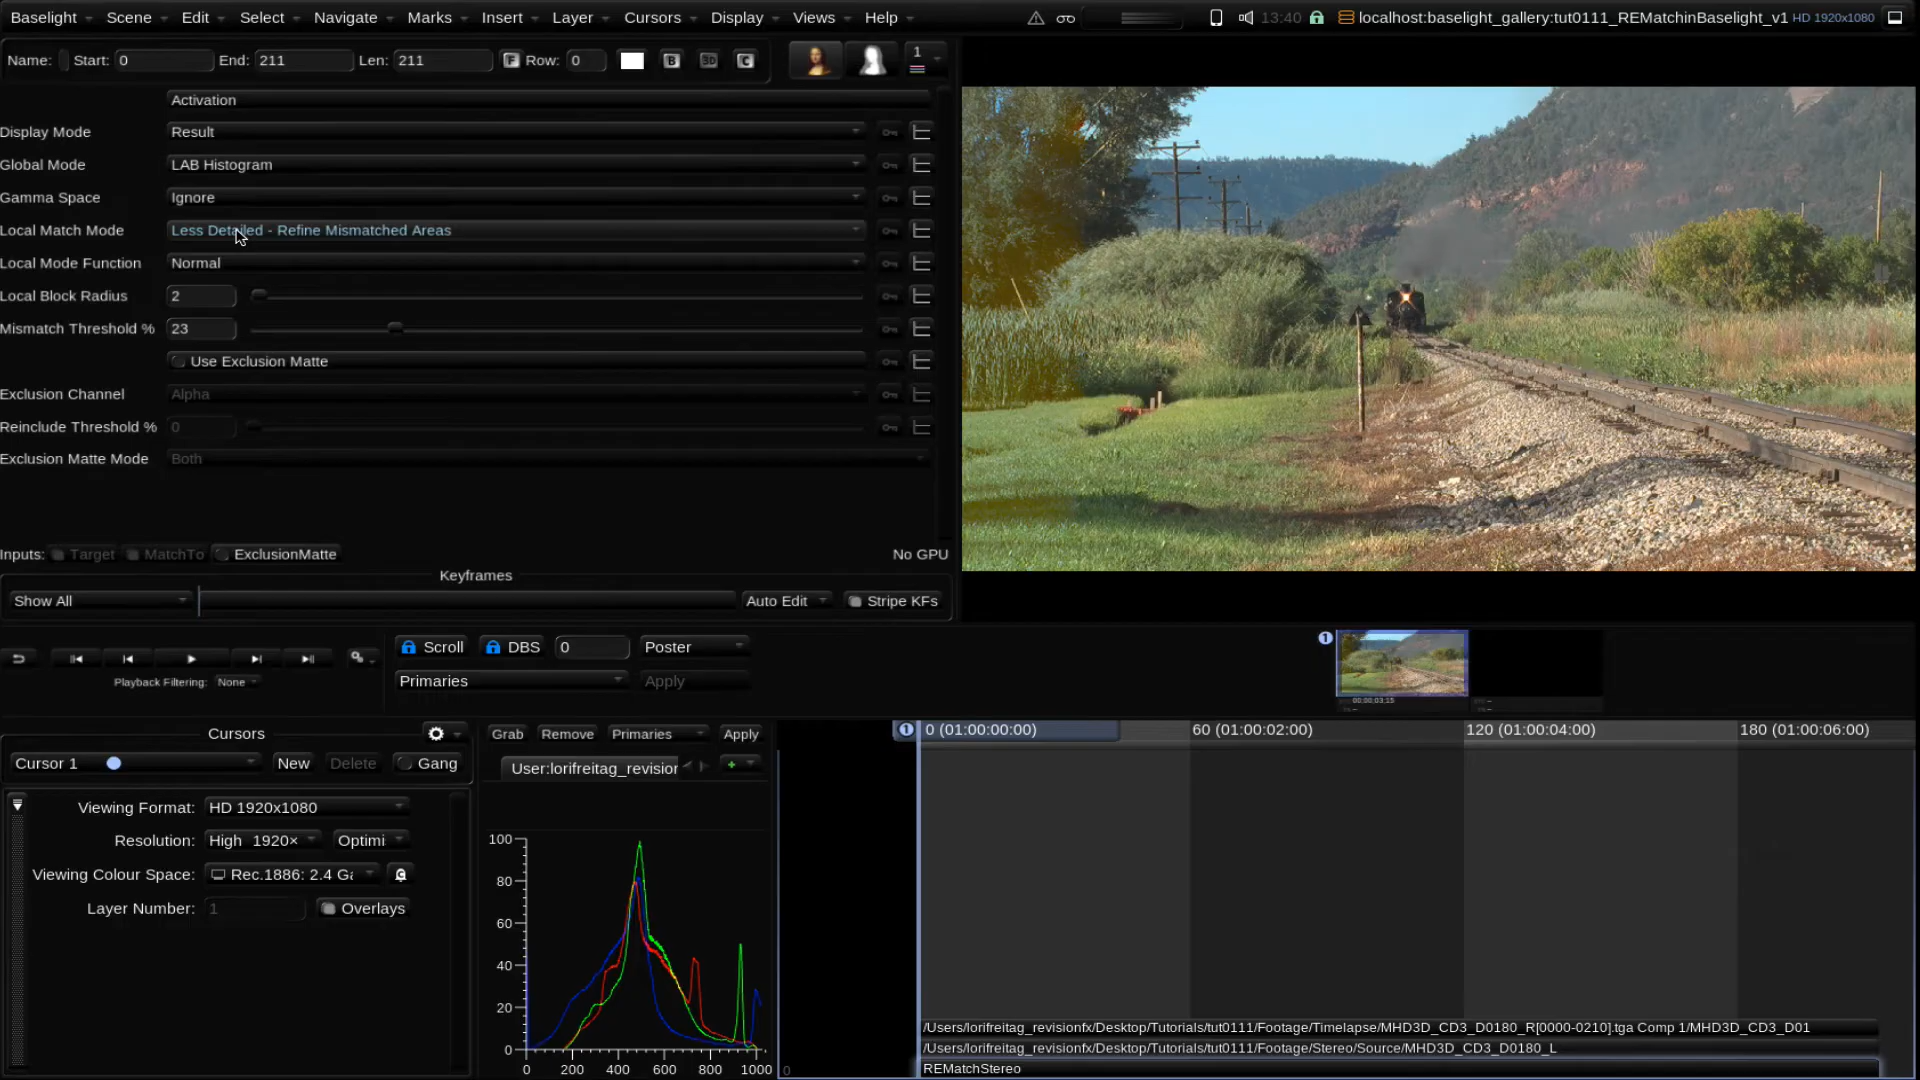 Baselight Scene Edit Select Navigate Marks Insert Layer Cursors Display Views Help 13:40 localhost:baselight_gallery:tut0111_REMatchinBaselight_v1 HD 1920x1080
Name: Start: 0 End: 211 Len: 211 F Row: 0 B 3D C 1
Activation
Display Mode Result
Global Mode LAB Histogram
Gamma Space Ignore
Local Match Mode Less Detailed - Refine Mismatched Areas
Local Mode Function Normal
Local Block Radius 2
Mismatch Threshold % 23
Use Exclusion Matte
Exclusion Channel Alpha
Reinclude Threshold % 0
Exclusion Matte Mode Both
Inputs: Target MatchTo ExclusionMatte No GPU
Keyframes
Show All Auto Edit Stripe KFs
Scroll DBS 0 Poster
Playback Filtering: None
Primaries Apply
1
00:00:03:15
Cursors
Cursor 1 New Delete Gang
Viewing Format: HD 1920x1080
Resolution: High 1920× Optimi
Viewing Colour Space: Rec.1886: 2.4 Ga
Layer Number: 1 Overlays
Grab Remove Primaries Apply
User:lorifreitag_revision
100
80
60
40
20
0
0 200 400 600 800 1000
1 0 (01:00:00:00) 60 (01:00:02:00) 120 (01:00:04:00) 180 (01:00:06:00)
/Users/lorifreitag_revisionfx/Desktop/Tutorials/tut0111/Footage/Timelapse/MHD3D_CD3_D0180_R[0000-0210].tga Comp 1/MHD3D_CD3_D01
/Users/lorifreitag_revisionfx/Desktop/Tutorials/tut0111/Footage/Stereo/Source/MHD3D_CD3_D0180_L
REMatchStereo
0